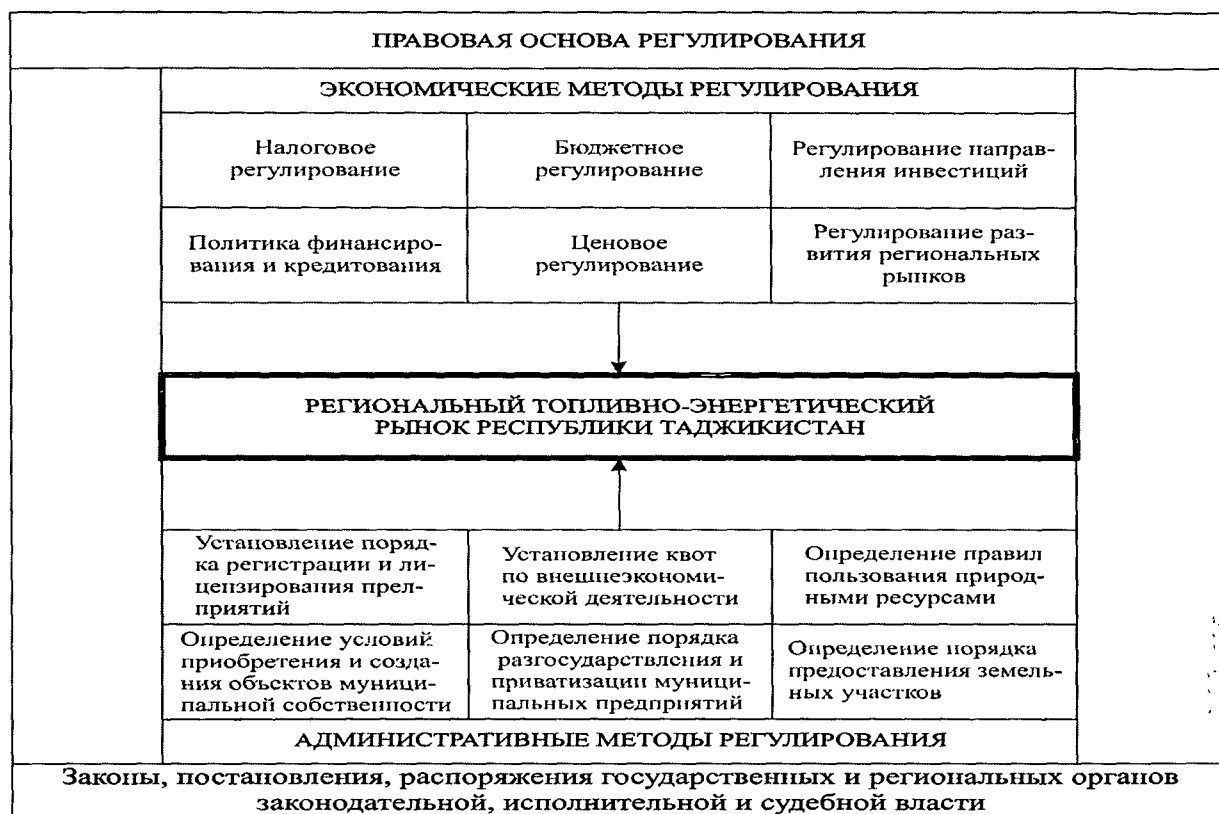 ПРАВОВАЯ ОСНОВА РЕГУЛИРОВАНИЯ
ЭКОНОМИЧЕСКИЕ МЕТОДЫ РЕГУЛИРОВАНИЯ
Налоговое
регулирование
Бюджетное
регулирование
Регулирование направ-
ления инвестиций
Политика финансиро-
вания и кредитования
Ценовое
регулирование
Регулирование раз-
вития региональных
рынков
РЕГИОНАЛЬНЫЙ ТОПЛИВНО-ЭНЕРГЕТИЧЕСКИЙ
РЫНОК РЕСПУБЛИКИ ТАДЖИКИСТАН
Установление поряд-
ка регистрации и ли-
цензирования прел-
приятий
Установление квот
по внешнеэкономи-
ческой деятельности
Определение правил
пользования природ-
ными ресурсами
Определение условий
приобретения и созда-
ния объектов муници-
пальной собственности
Определение порядка
разгосударствления и
приватизации муници-
пальных предприятий
Определение порядка
предоставления земель-
ных участков
АДМИНИСТРАТИВНЫЕ МЕТОДЫ РЕГУЛИРОВАНИЯ
Законы, постановления, распоряжения государственных и региональных органов
законодательной, исполнительной и судебной власти